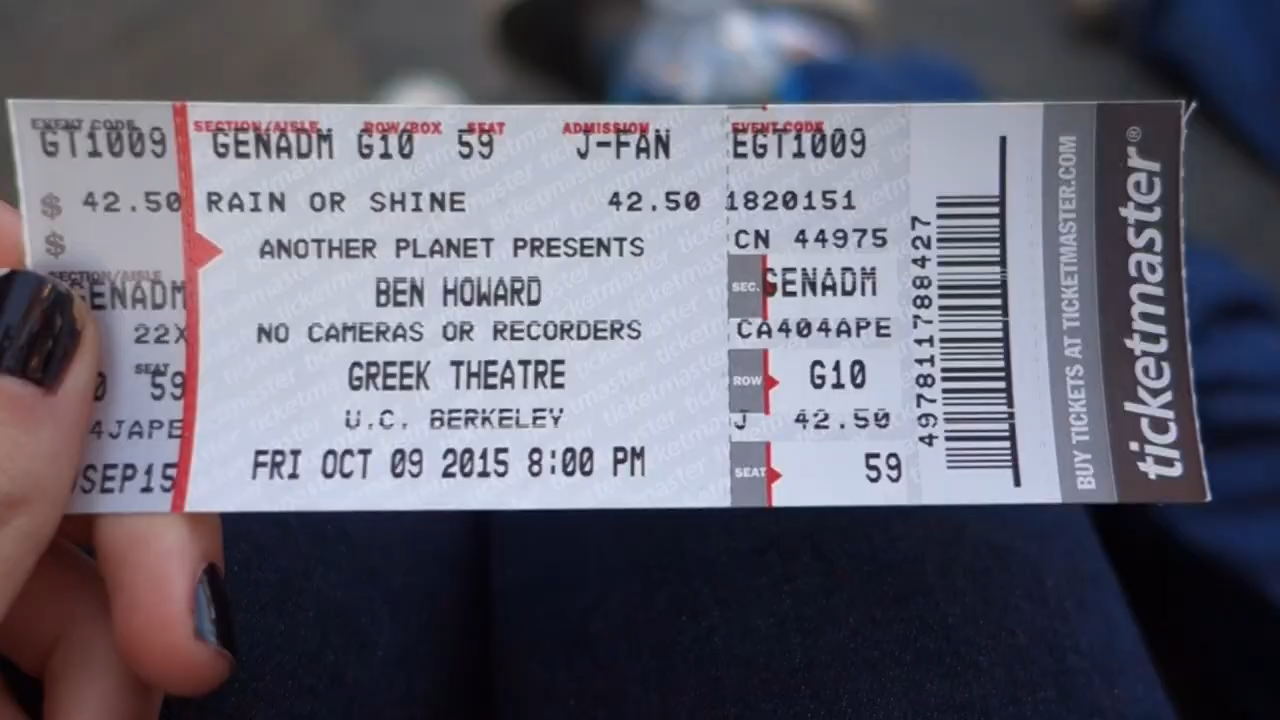 EVENT CODE
GT1009
$ 42.50
$
SECTION/AISLE
GENADM
22X
SEAT
0 59
4JAPE
SEP15
SECTION/AISLE ROW/BOX SEAT ADMISSION
GENADM G10 59 J-FAN
RAIN OR SHINE 42.50
ANOTHER PLANET PRESENTS
BEN HOWARD
NO CAMERAS OR RECORDERS
GREEK THEATRE
U.C. BERKELEY
FRI OCT 09 2015 8:00 PM
EVENT CODE
EGT1009
1820151
CN 44975
SEC. GENADM
CA404APE
ROW G10
J 42.50
SEAT 59
497811788427
BUY TICKETS AT TICKETMASTER.COM
ticketmaster®